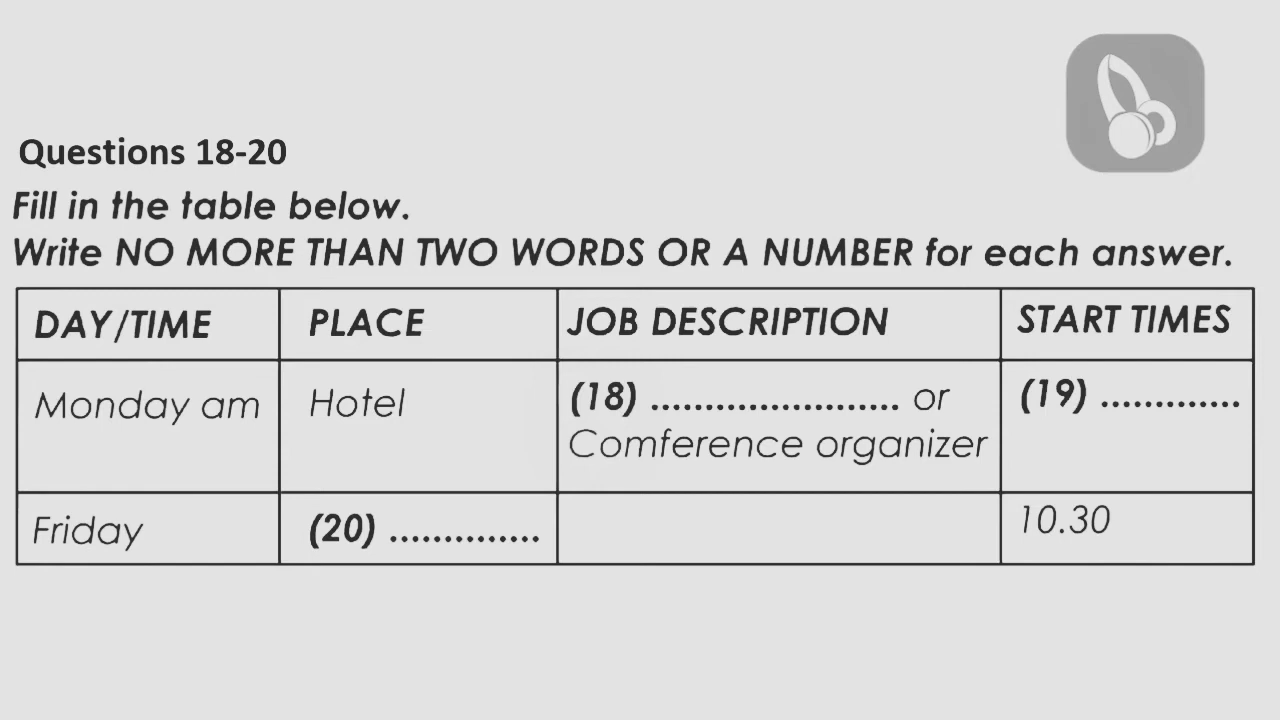 Questions 18-20
Fill in the table below.
Write NO MORE THAN TWO WORDS OR A NUMBER for each answer.
DAY/TIME PLACE JOB DESCRIPTION START TIMES
Monday am Hotel (18) ....................... or (19) .............
Comference organizer
Friday (20) .............. 10.30